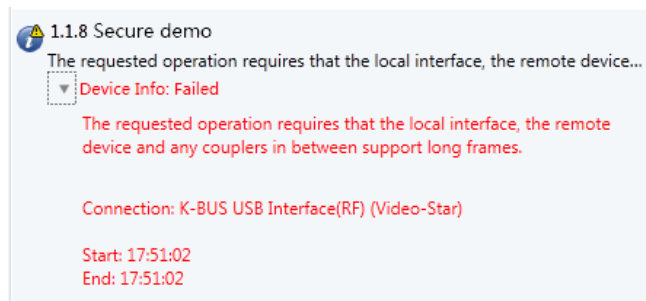 1.1.8 Secure demo
The requested operation requires that the local interface, the remote device...
Device Info: Failed
The requested operation requires that the local interface, the remote
device and any couplers in between support long frames.
Connection: K-BUS USB Interface(RF) (Video-Star)
Start: 17:51:02
End: 17:51:02